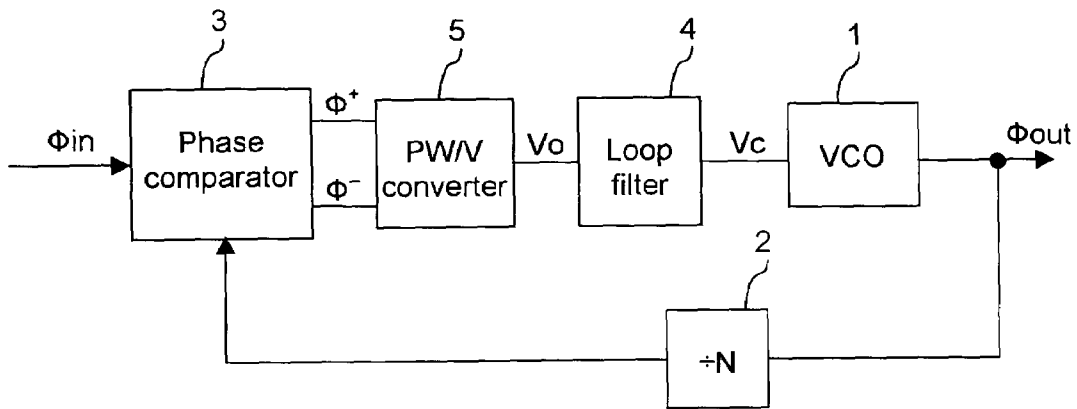 3
5
4
1
Φin
Phase
comparator
Φ⁺
Φ⁻
PW/V
converter
Vo
Loop
filter
Vc
VCO
Φout
2
÷N